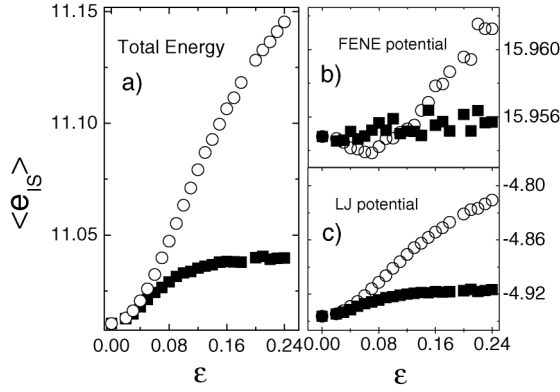 11.15
11.10
11.05
<e_IS>
Total Energy
a)
0.00 0.08 0.16 0.24
ε
FENE potential
b)
15.960
15.956
LJ potential
c)
-4.80
-4.86
-4.92
0.00 0.08 0.16 0.24
ε